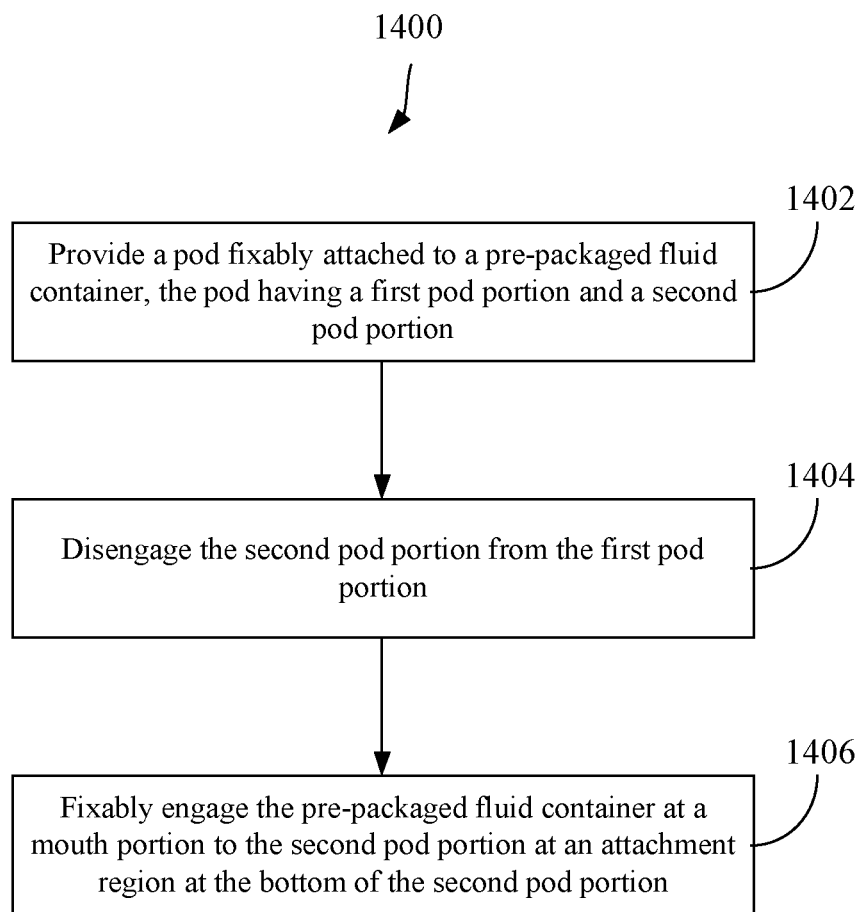 1400
1402
Provide a pod fixably attached to a pre-packaged fluid
container, the pod having a first pod portion and a second
pod portion
1404
Disengage the second pod portion from the first pod
portion
1406
Fixably engage the pre-packaged fluid container at a
mouth portion to the second pod portion at an attachment
region at the bottom of the second pod portion